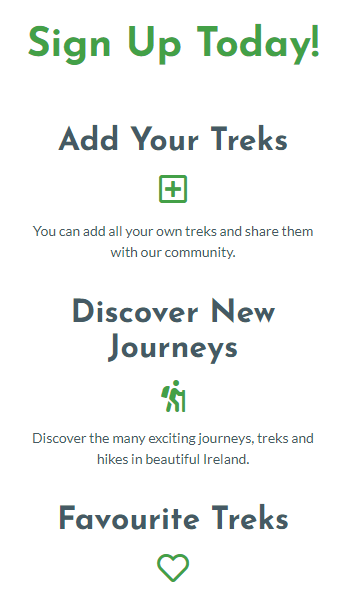 Sign Up Today!
Add Your Treks
You can add all your own treks and share them
with our community.
Discover New
Journeys
Discover the many exciting journeys, treks and
hikes in beautiful Ireland.
Favourite Treks